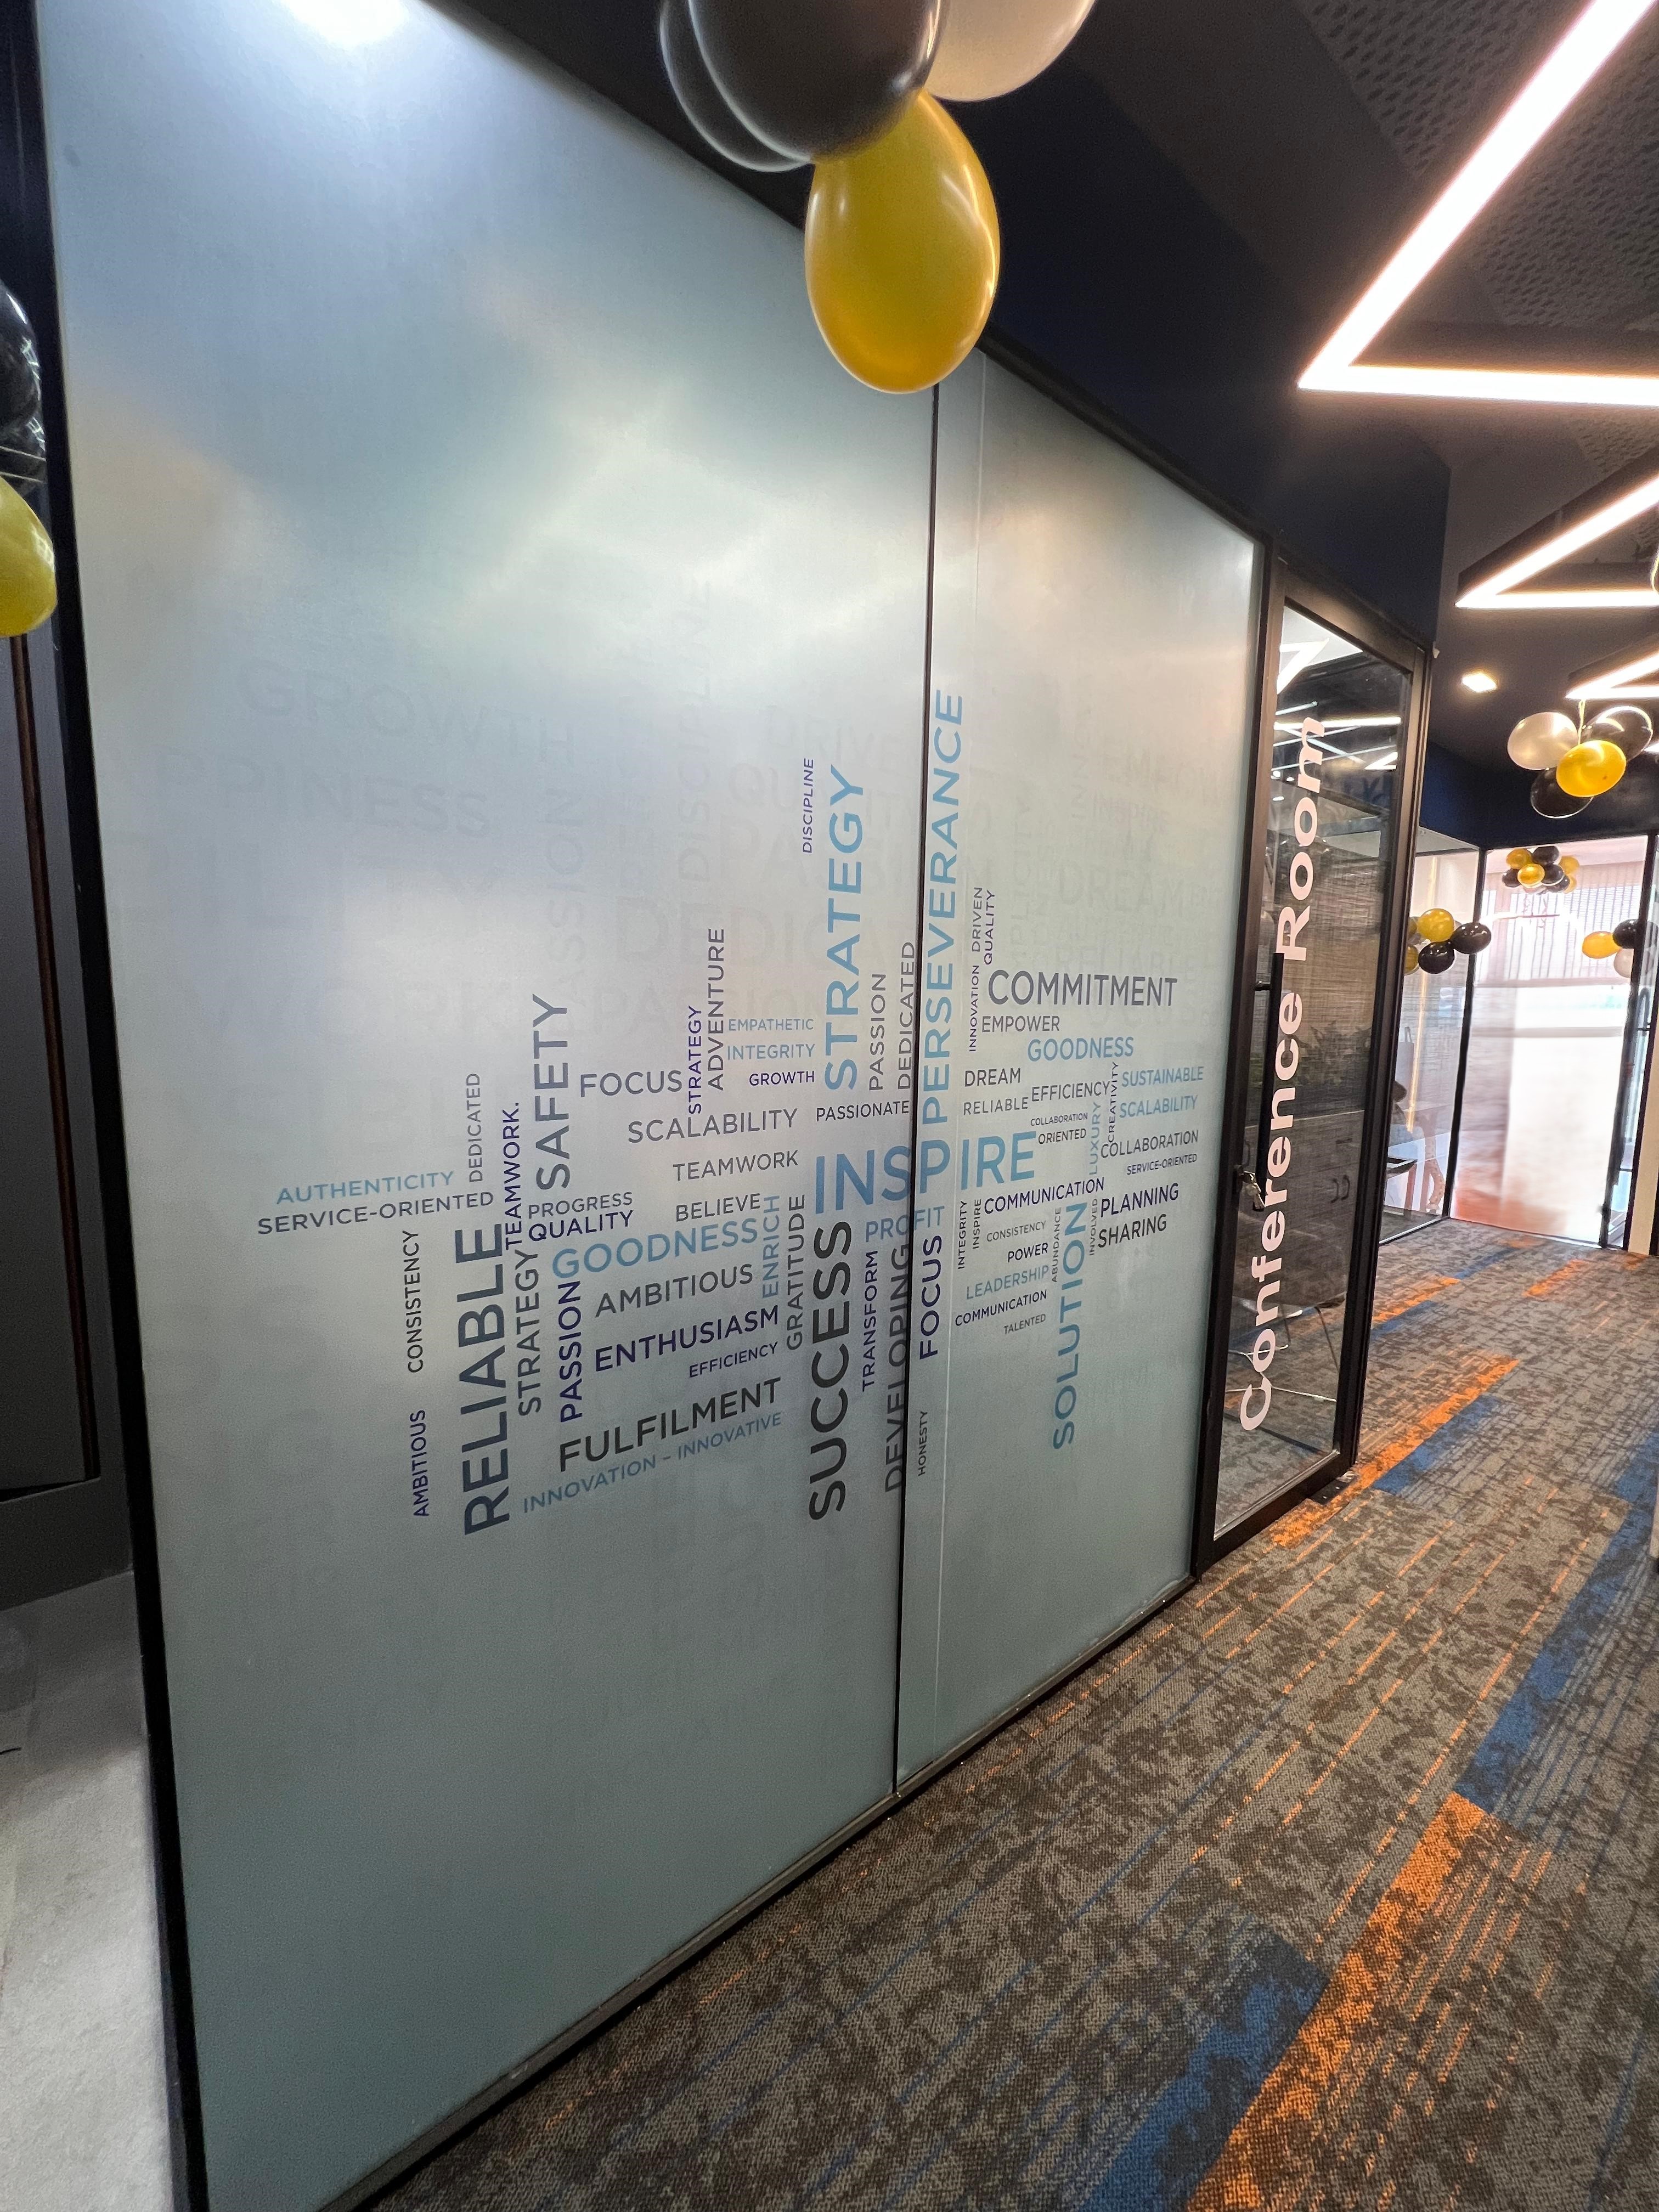 DISCIPLINE
STRATEGY
PERSEVERANCE
INNOVATION DRIVEN
QUALITY
COMMITMENT
EMPOWER
GOODNESS
DREAM
EFFICIENCY
SUSTAINABLE
RELIABLE
COLLABORATION
ORIENTED
LUXURY
CREATIVITY
SCALABILITY
COLLABORATION
SERVICE-ORIENTED
ADVENTURE
STRATEGY
EMPATHETIC
INTEGRITY
GROWTH
PASSION
DEDICATED
PASSIONATE
SAFETY
FOCUS
SCALABILITY
TEAMWORK
DEDICATED
TEAMWORK.
AUTHENTICITY
SERVICE-ORIENTED
PROGRESS
QUALITY
BELIEVE
INSPIRE
GOODNESS
ENRICH
GRATITUDE
CONSISTENCY
RELIABLE
STRATEGY
PASSION
AMBITIOUS
ENTHUSIASM
EFFICIENCY
FULFILMENT
INNOVATION – INNOVATIVE
AMBITIOUS
SUCCESS
PROFIT
TRANSFORM
DEVELOPING
FOCUS
HONESTY
INTEGRITY
INSPIRE
COMMUNICATION
CONSISTENCY
POWER
ABUNDANCE
LEADERSHIP
COMMUNICATION
TALENTED
SOLUTION
INVOLVED
PLANNING
SHARING
Conference Room